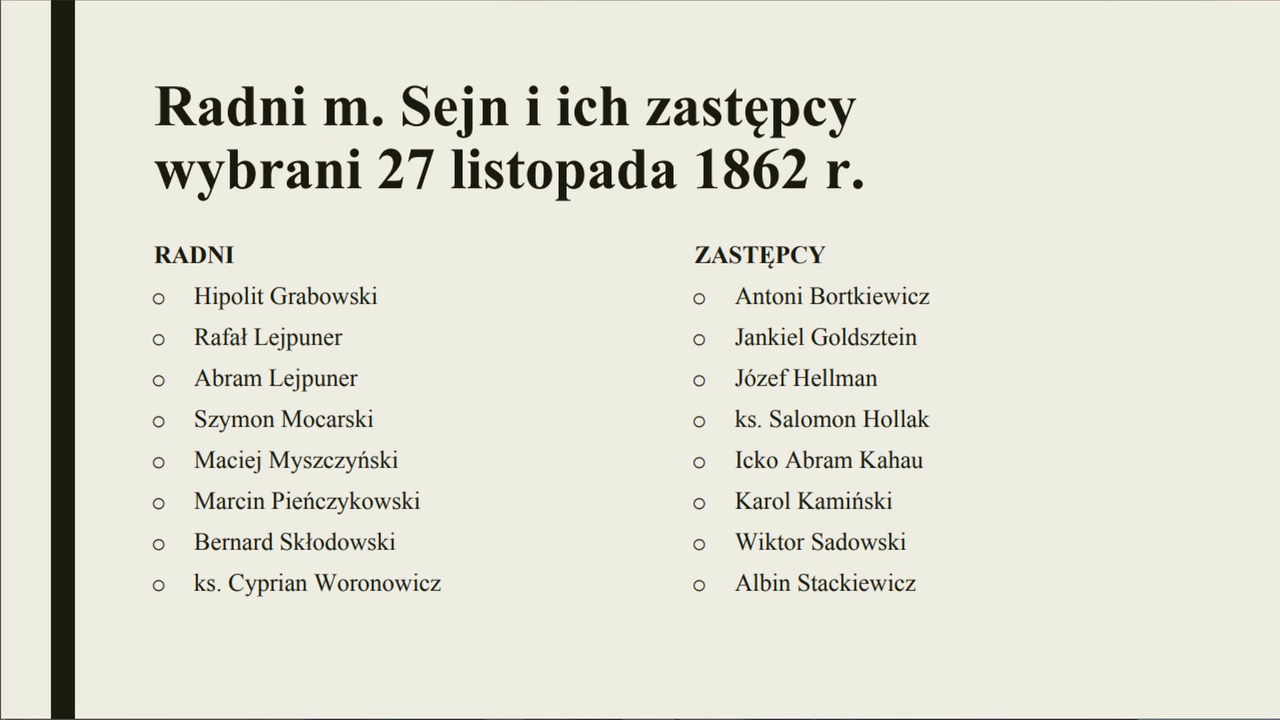 Radni m. Sejn i ich zastępcy
wybrani 27 listopada 1862 r.
RADNI
Hipolit Grabowski
Rafał Lejpuner
Abram Lejpuner
Szymon Mocarski
Maciej Myszczyński
Marcin Pieńczykowski
Bernard Skłodowski
ks. Cyprian Woronowicz
ZASTĘPCY
Antoni Bortkiewicz
Jankiel Goldsztein
Józef Hellman
ks. Salomon Hollak
Icko Abram Kahau
Karol Kamiński
Wiktor Sadowski
Albin Stackiewicz